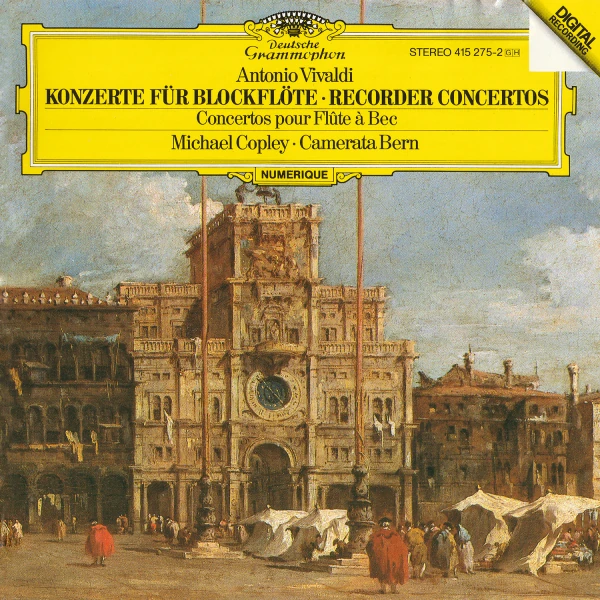 Deutsche
Grammophon
STEREO 415 275-2 GH
DIGITAL
RECORDING
Antonio Vivaldi
KONZERTE FÜR BLOCKFLÖTE · RECORDER CONCERTOS
Concertos pour Flûte à Bec
Michael Copley · Camerata Bern
NUMERIQUE